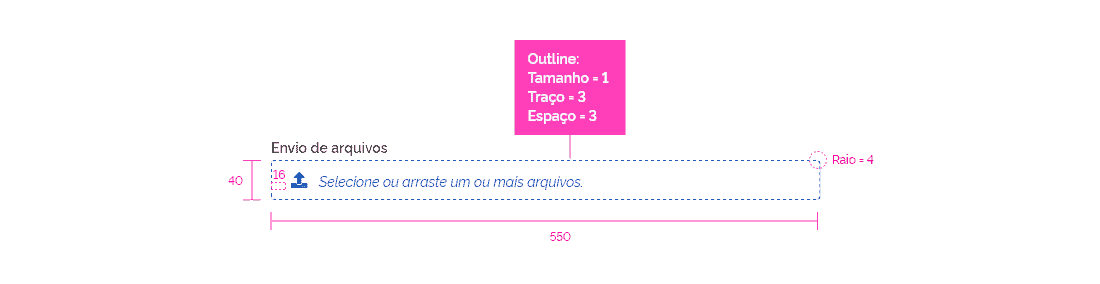 Outline:
Tamanho = 1
Traço = 3
Espaço = 3
Envio de arquivos
Raio = 4
16
40
Selecione ou arraste um ou mais arquivos.
550